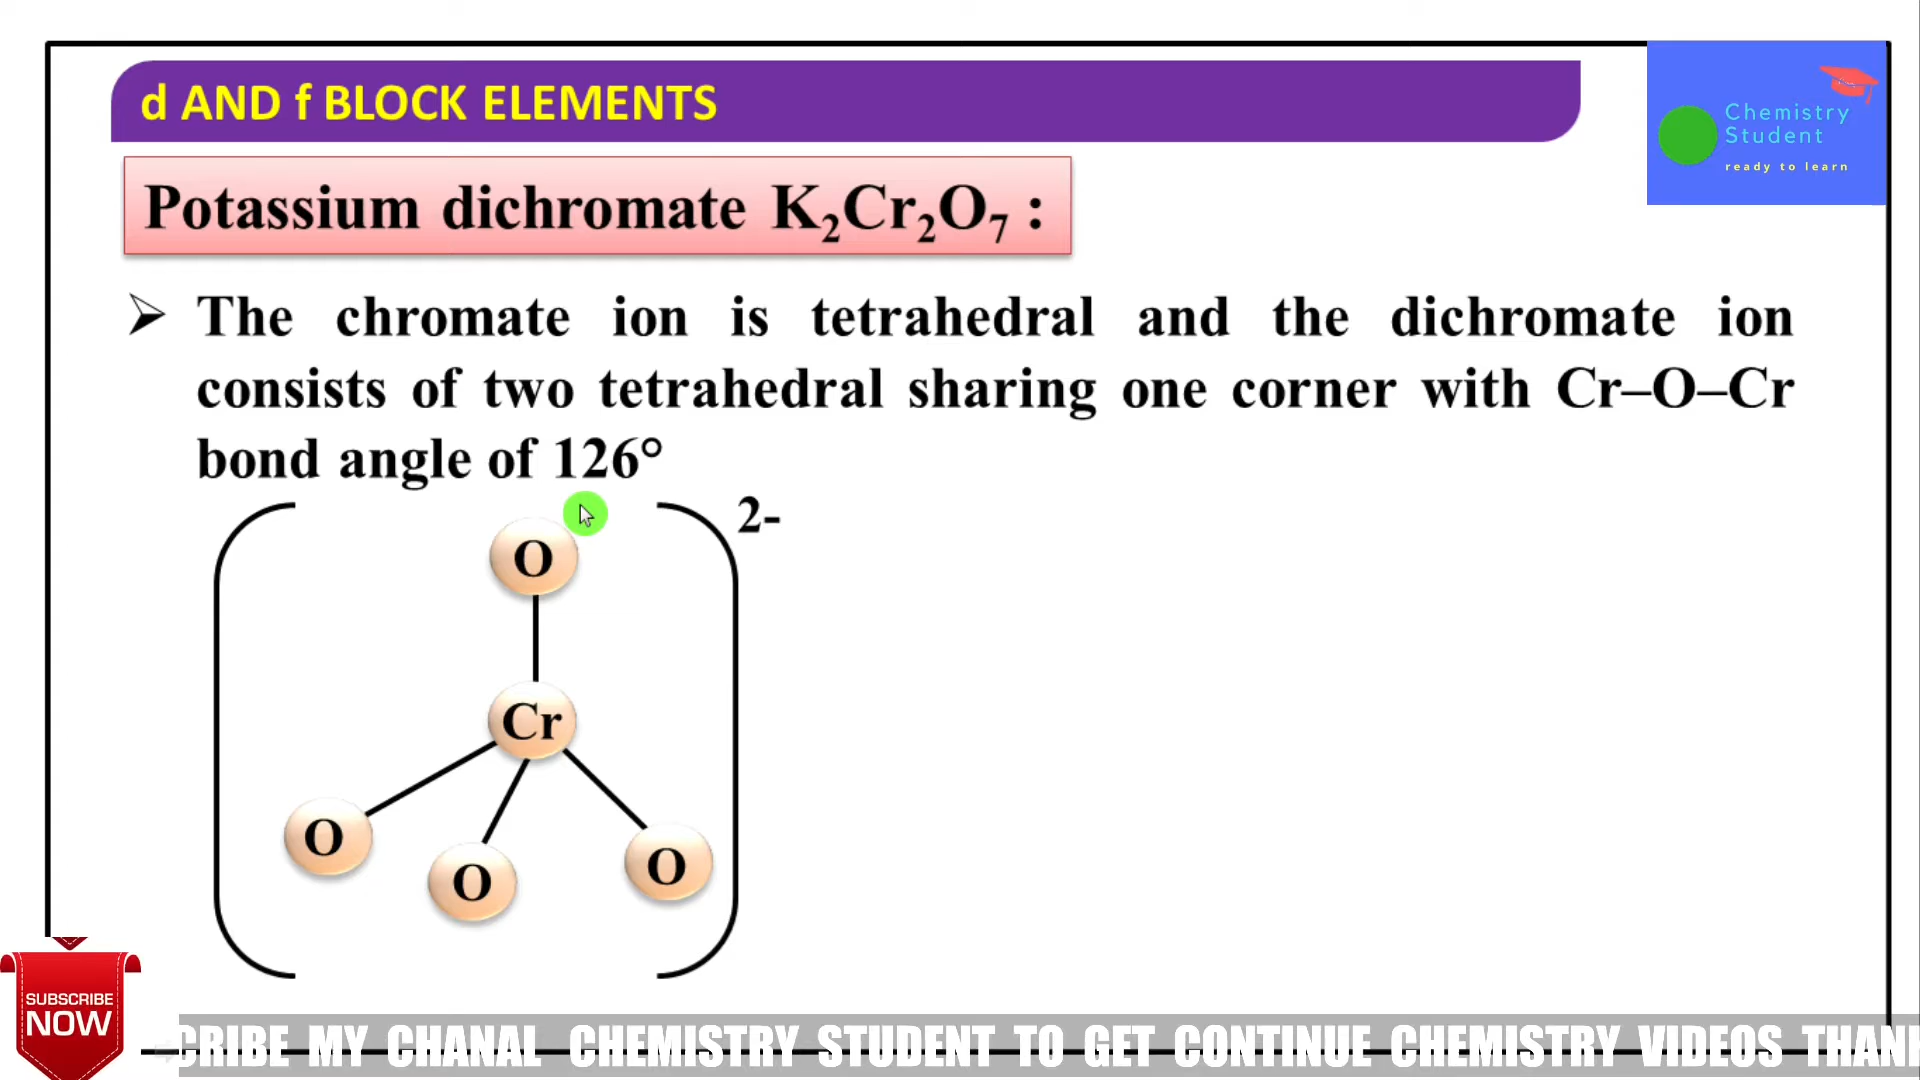 d AND f BLOCK ELEMENTS
Chemistry
Student
ready to learn
Potassium dichromate K₂Cr₂O₇ :
➢ The chromate ion is tetrahedral and the dichromate ion
consists of two tetrahedral sharing one corner with Cr–O–Cr
bond angle of 126°
2-
O
Cr
O
O
O
SUBSCRIBE
NOW
CRIBE MY CHANAL CHEMISTRY STUDENT TO GET CONTINUE CHEMISTRY VIDEOS THAN